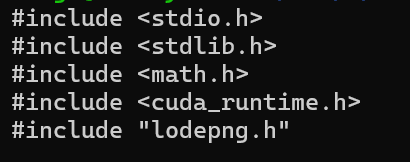 #include <stdio.h>
#include <stdlib.h>
#include <math.h>
#include <cuda_runtime.h>
#include "lodepng.h"